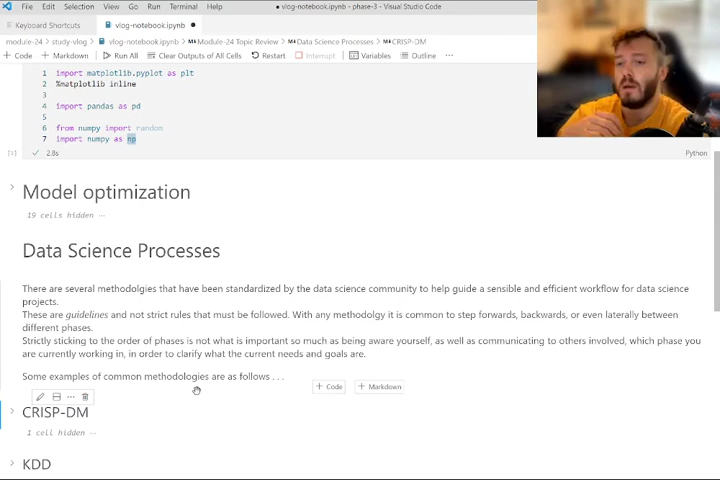 File Edit Selection View Go Run Terminal Help
vlog-notebook.ipynb - phase-3 - Visual Studio Code
Keyboard Shortcuts
vlog-notebook.ipynb
module-24 > study-vlog > vlog-notebook.ipynb > Module-24 Topic Review > Data Science Processes > CRISP-DM
+ Code + Markdown Run All Clear Outputs of All Cells Restart Interrupt Variables Outline ...
1 import matplotlib.pyplot as plt
2 %matplotlib inline
3
4 import pandas as pd
5
6 from numpy import random
7 import numpy as np
[1] 2.8s Python
Model optimization
19 cells hidden ...
Data Science Processes
There are several methodolgies that have been standardized by the data science community to help guide a sensible and efficient workflow for data science
projects.
These are guidelines and not strict rules that must be followed. With any methodolgy it is common to step forwards, backwards, or even laterally between
different phases.
Strictly sticking to the order of phases is not what is important so much as being aware yourself, as well as communicating to others involved, which phase you
are currently working in, in order to clarify what the current needs and goals are.
Some examples of common methodologies are as follows . . .
+ Code + Markdown
CRISP-DM
1 cell hidden ...
KDD